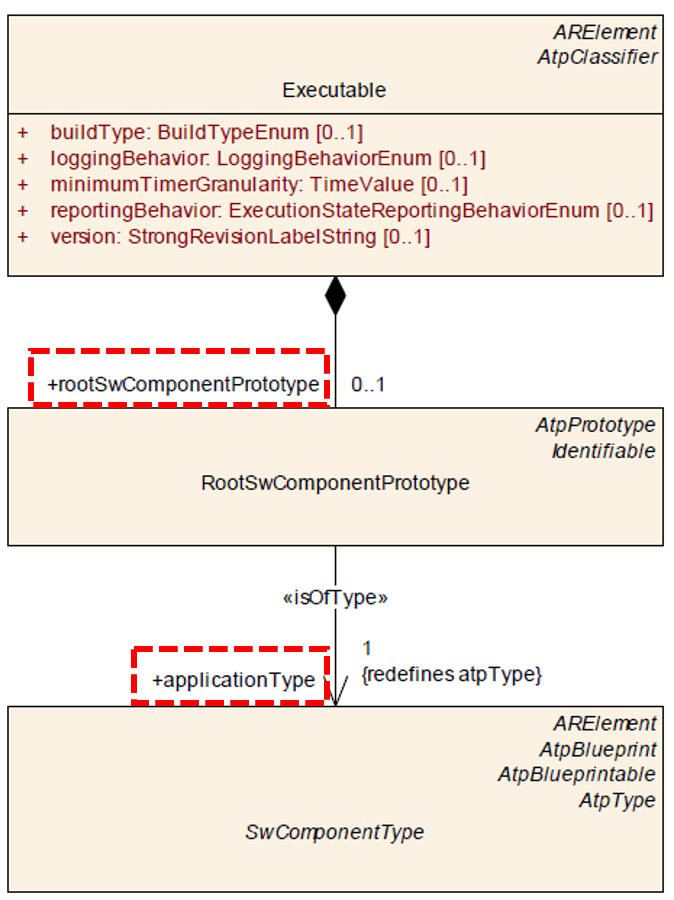 ARElement
AtpClassifier
Executable
+ buildType: BuildTypeEnum [0..1]
+ loggingBehavior: LoggingBehaviorEnum [0..1]
+ minimumTimerGranularity: TimeValue [0..1]
+ reportingBehavior: ExecutionStateReportingBehaviorEnum [0..1]
+ version: StrongRevisionLabelString [0..1]
+rootSwComponentPrototype 0..1
AtpPrototype
Identifiable
RootSwComponentPrototype
«isOfType»
1
+applicationType {redefines atpType}
ARElement
AtpBlueprint
AtpBlueprintable
AtpType
SwComponentType